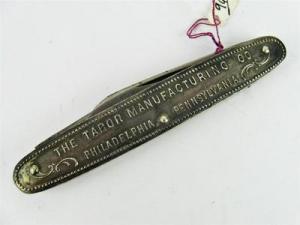 THE TABOR MANUFACTURING CO.
PHILADELPHIA PENNSYLVANIA